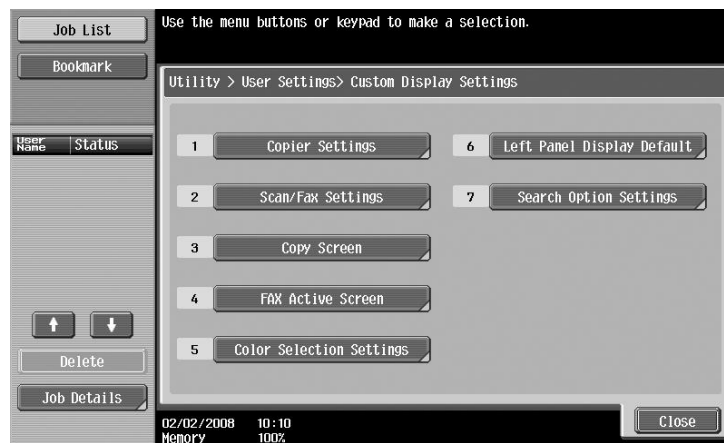 Job List
Bookmark
User Name Status
Delete
Job Details
Use the menu buttons or keypad to make a selection.
Utility > User Settings> Custom Display Settings
1 Copier Settings
2 Scan/Fax Settings
3 Copy Screen
4 FAX Active Screen
5 Color Selection Settings
6 Left Panel Display Default
7 Search Option Settings
02/02/2008 10:10
Memory 100%
Close